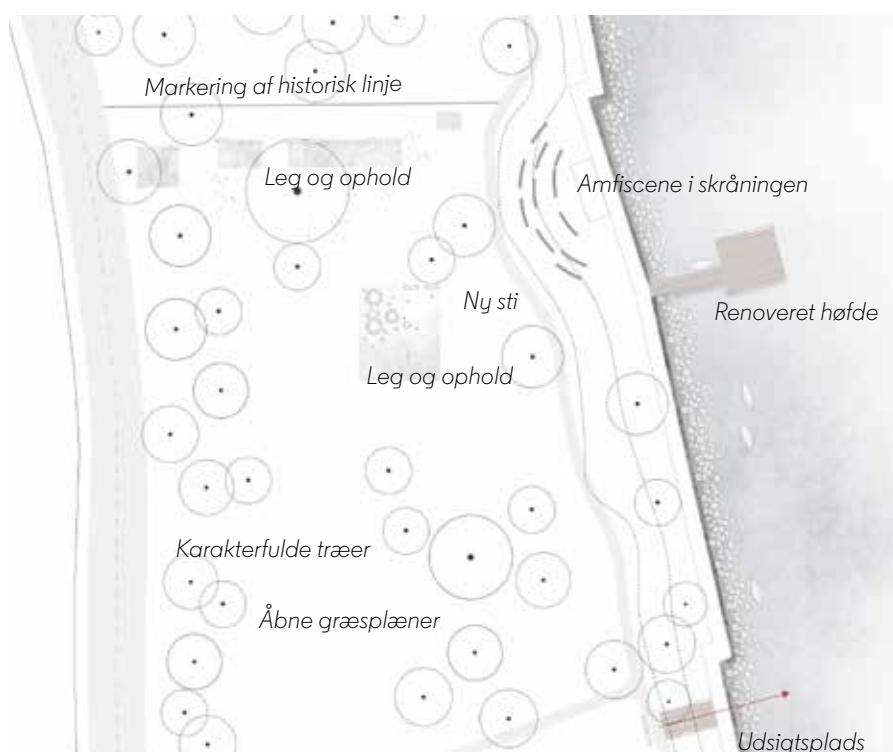 Markering af historisk linje
Leg og ophold
Amfiscene i skråningen
Ny sti
Renoveret høfde
Leg og ophold
Karakterfulde træer
Åbne græsplæner
Udsigtsplads